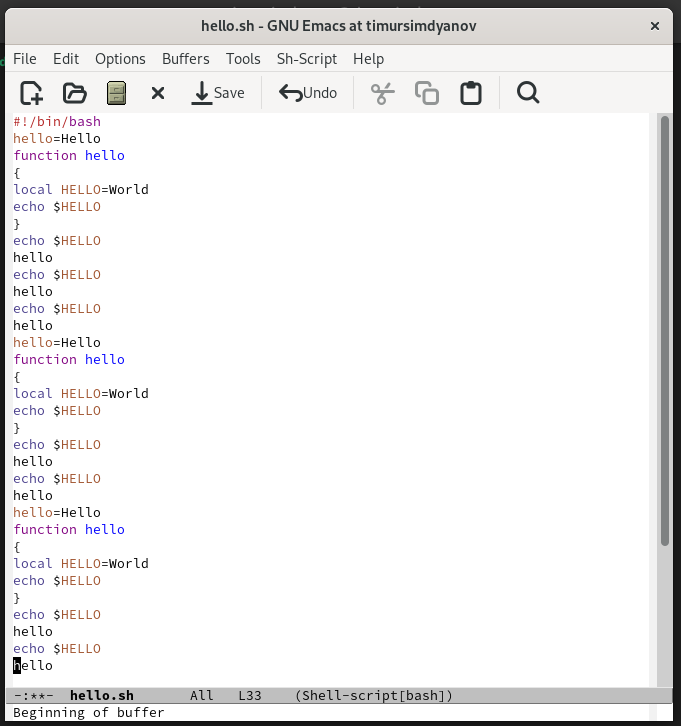 hello.sh - GNU Emacs at timursimdyanov
File Edit Options Buffers Tools Sh-Script Help
Save Undo
#!/bin/bash
hello=Hello
function hello
{
local HELLO=World
echo $HELLO
}
echo $HELLO
hello
echo $HELLO
hello
echo $HELLO
hello
hello=Hello
function hello
{
local HELLO=World
echo $HELLO
}
echo $HELLO
hello
echo $HELLO
hello
hello=Hello
function hello
{
local HELLO=World
echo $HELLO
}
echo $HELLO
hello
echo $HELLO
hello
-:**- hello.sh All L33 (Shell-script[bash])
Beginning of buffer